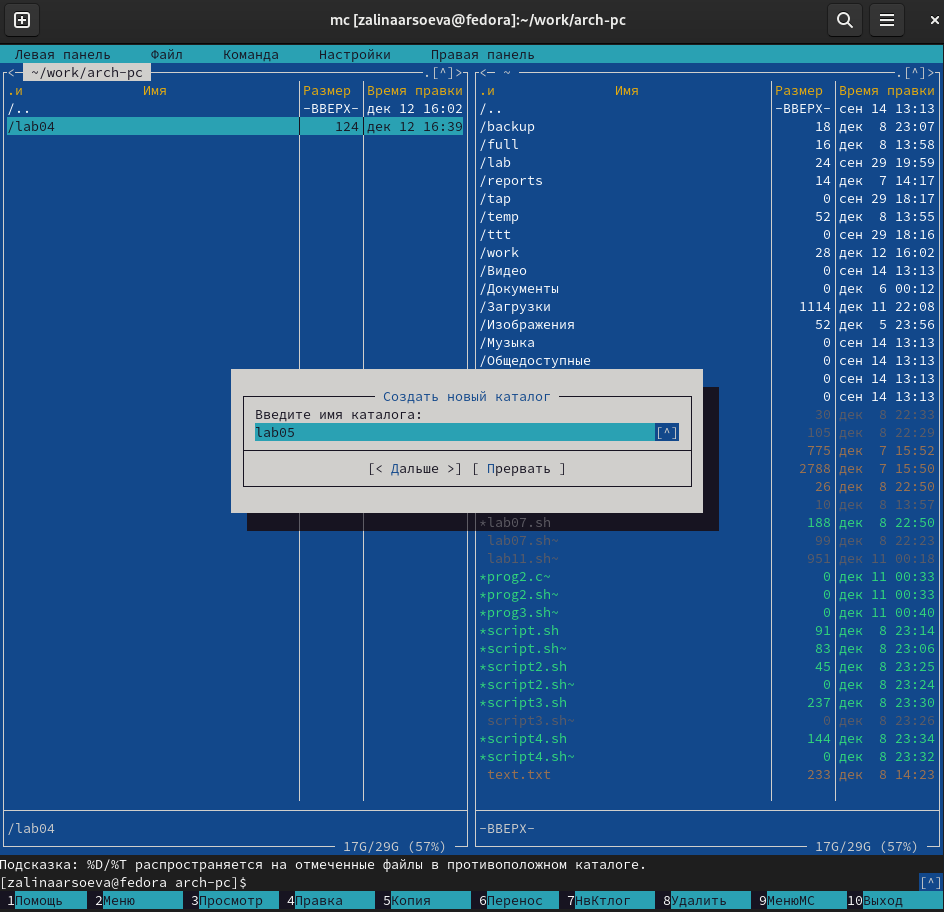 mc [zalinaarsoeva@fedora]:~/work/arch-pc
Левая панель Файл Команда Настройки Правая панель
<— ~/work/arch-pc .[^]> <— ~ .[^]>
.и Имя Размер Время правки .и Имя Размер Время правки
/.. -ВВЕРХ- дек 12 16:02 /.. -ВВЕРХ- сен 14 13:13
/lab04 124 дек 12 16:39 /backup 18 дек 8 23:07
/full 16 дек 8 13:58
/lab 24 сен 29 19:59
/reports 14 дек 7 14:17
/tap 0 сен 29 18:17
/temp 52 дек 8 13:55
/ttt 0 сен 29 18:16
/work 28 дек 12 16:02
/Видео 0 сен 14 13:13
/Документы 0 дек 6 00:12
/Загрузки 1114 дек 11 22:08
/Изображения 52 дек 5 23:56
/Музыка 0 сен 14 13:13
/Общедоступные 0 сен 14 13:13
0 сен 14 13:13
Создать новый каталог 0 сен 14 13:13
Введите имя каталога: 30 дек 8 22:33
lab05 [^] 105 дек 8 22:29
775 дек 7 15:52
[< Дальше >] [ Прервать ] 2788 дек 7 15:50
26 дек 8 22:50
10 дек 8 13:57
*lab07.sh 188 дек 8 22:50
lab07.sh~ 99 дек 8 22:23
lab11.sh~ 951 дек 11 00:18
*prog2.c~ 0 дек 11 00:33
*prog2.sh~ 0 дек 11 00:33
*prog3.sh~ 0 дек 11 00:40
*script.sh 91 дек 8 23:14
*script.sh~ 83 дек 8 23:06
*script2.sh 45 дек 8 23:25
*script2.sh~ 0 дек 8 23:24
*script3.sh 237 дек 8 23:30
script3.sh~ 0 дек 8 23:26
*script4.sh 144 дек 8 23:34
*script4.sh~ 0 дек 8 23:32
text.txt 233 дек 8 14:23
/lab04 -ВВЕРХ-
17G/29G (57%) 17G/29G (57%)
Подсказка: %D/%T распространяется на отмеченные файлы в противоположном каталоге.
[zalinaarsoeva@fedora arch-pc]$ [^]
1Помощь 2Меню 3Просмотр 4Правка 5Копия 6Перенос 7НвКтлог 8Удалить 9МенюMC 10Выход